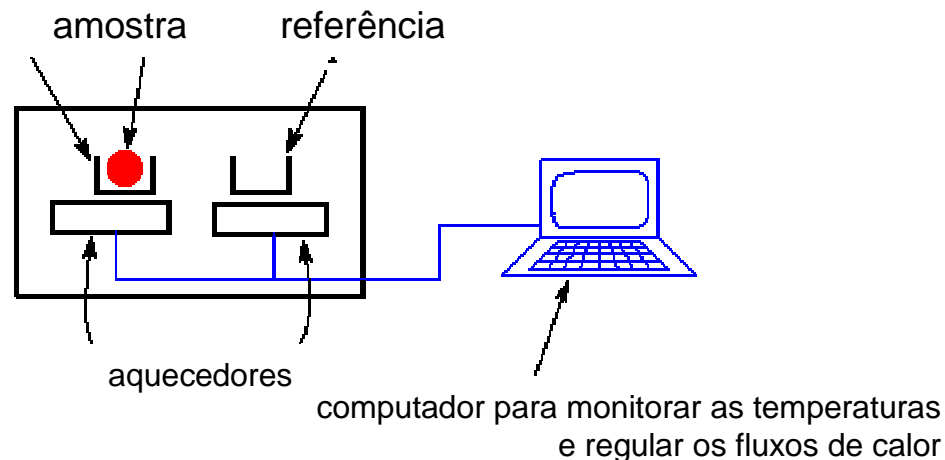 amostra
referência
aquecedores
computador para monitorar as temperaturas
e regular os fluxos de calor